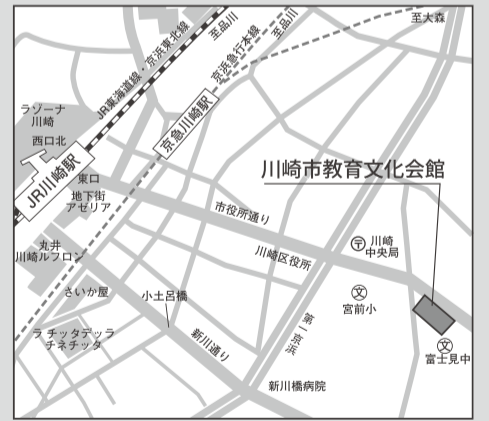 至品川
至品川
至大森
JR東海道線・京浜東北線
京浜急行本線
ラゾーナ
川崎
西口北
京急川崎駅
JR川崎駅
東口
地下街
アゼリア
川崎市教育文化会館
市役所通り
丸井
川崎ルフロン
川崎区役所
〒
川崎
中央局
さいか屋
小土呂橋
文
宮前小
第一京浜
ラ チッタデッラ
チネチッタ
新川通り
文
富士見中
新川橋病院